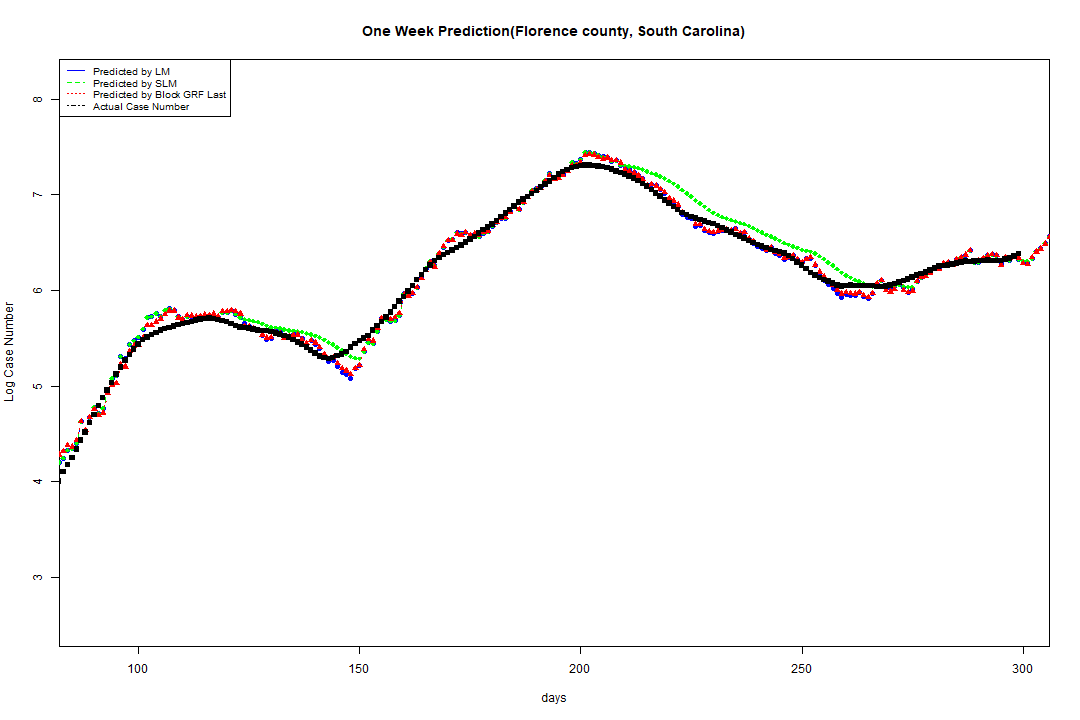 One Week Prediction(Florence county, South Carolina)
Predicted by LM
Predicted by SLM
Predicted by Block GRF Last
Actual Case Number
8
7
6
5
4
3
Log Case Number
100 150 200 250 300
days